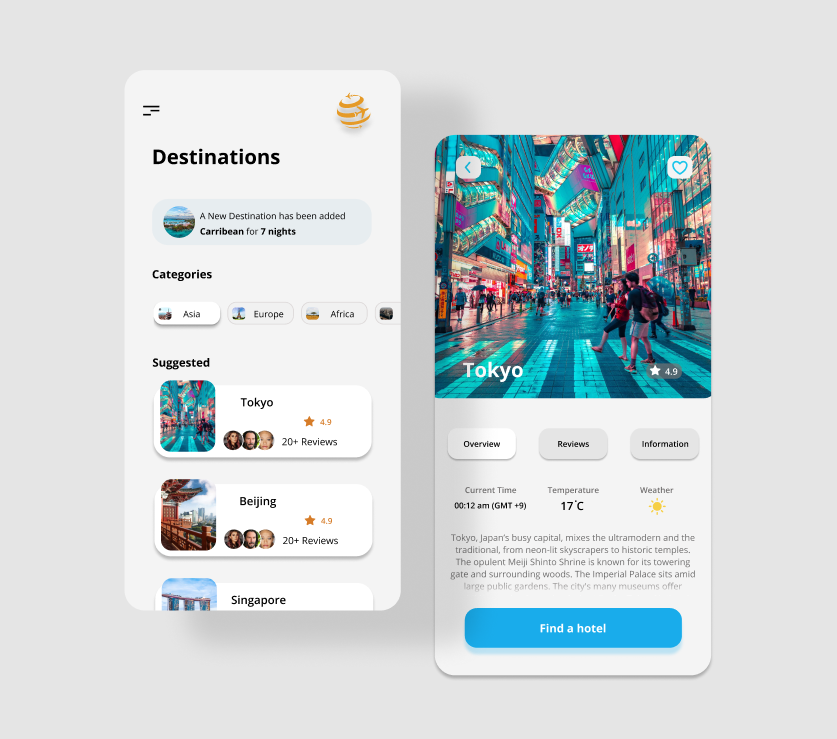 Destinations
A New Destination has been added
Carribean for 7 nights
Categories
Asia
Europe
Africa
Suggested
Tokyo
4.9
20+ Reviews
Beijing
4.9
20+ Reviews
Singapore
Tokyo
4.9
Overview
Reviews
Information
Current Time
Temperature
Weather
00:12 am (GMT +9)
17°C
Tokyo, Japan's busy capital, mixes the ultramodern and the
traditional, from neon-lit skyscrapers to historic temples.
The opulent Meiji Shinto Shrine is known for its towering
gate and surrounding woods. The Imperial Palace sits amid
large public gardens. The city's many museums offer
Find a hotel